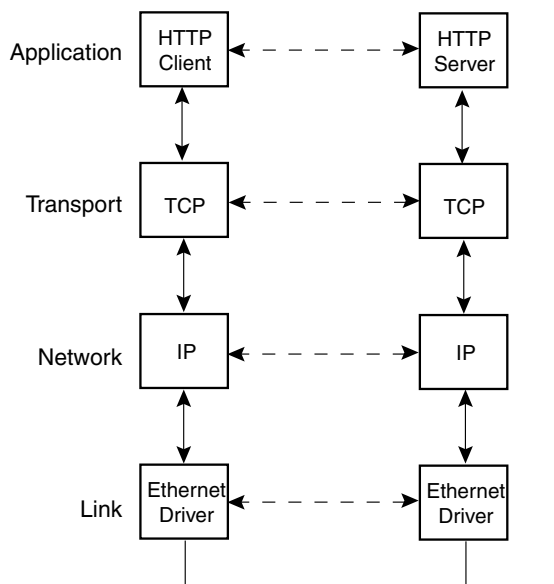 Application
HTTP
Client
HTTP
Server
Transport
TCP
TCP
Network
IP
IP
Link
Ethernet
Driver
Ethernet
Driver